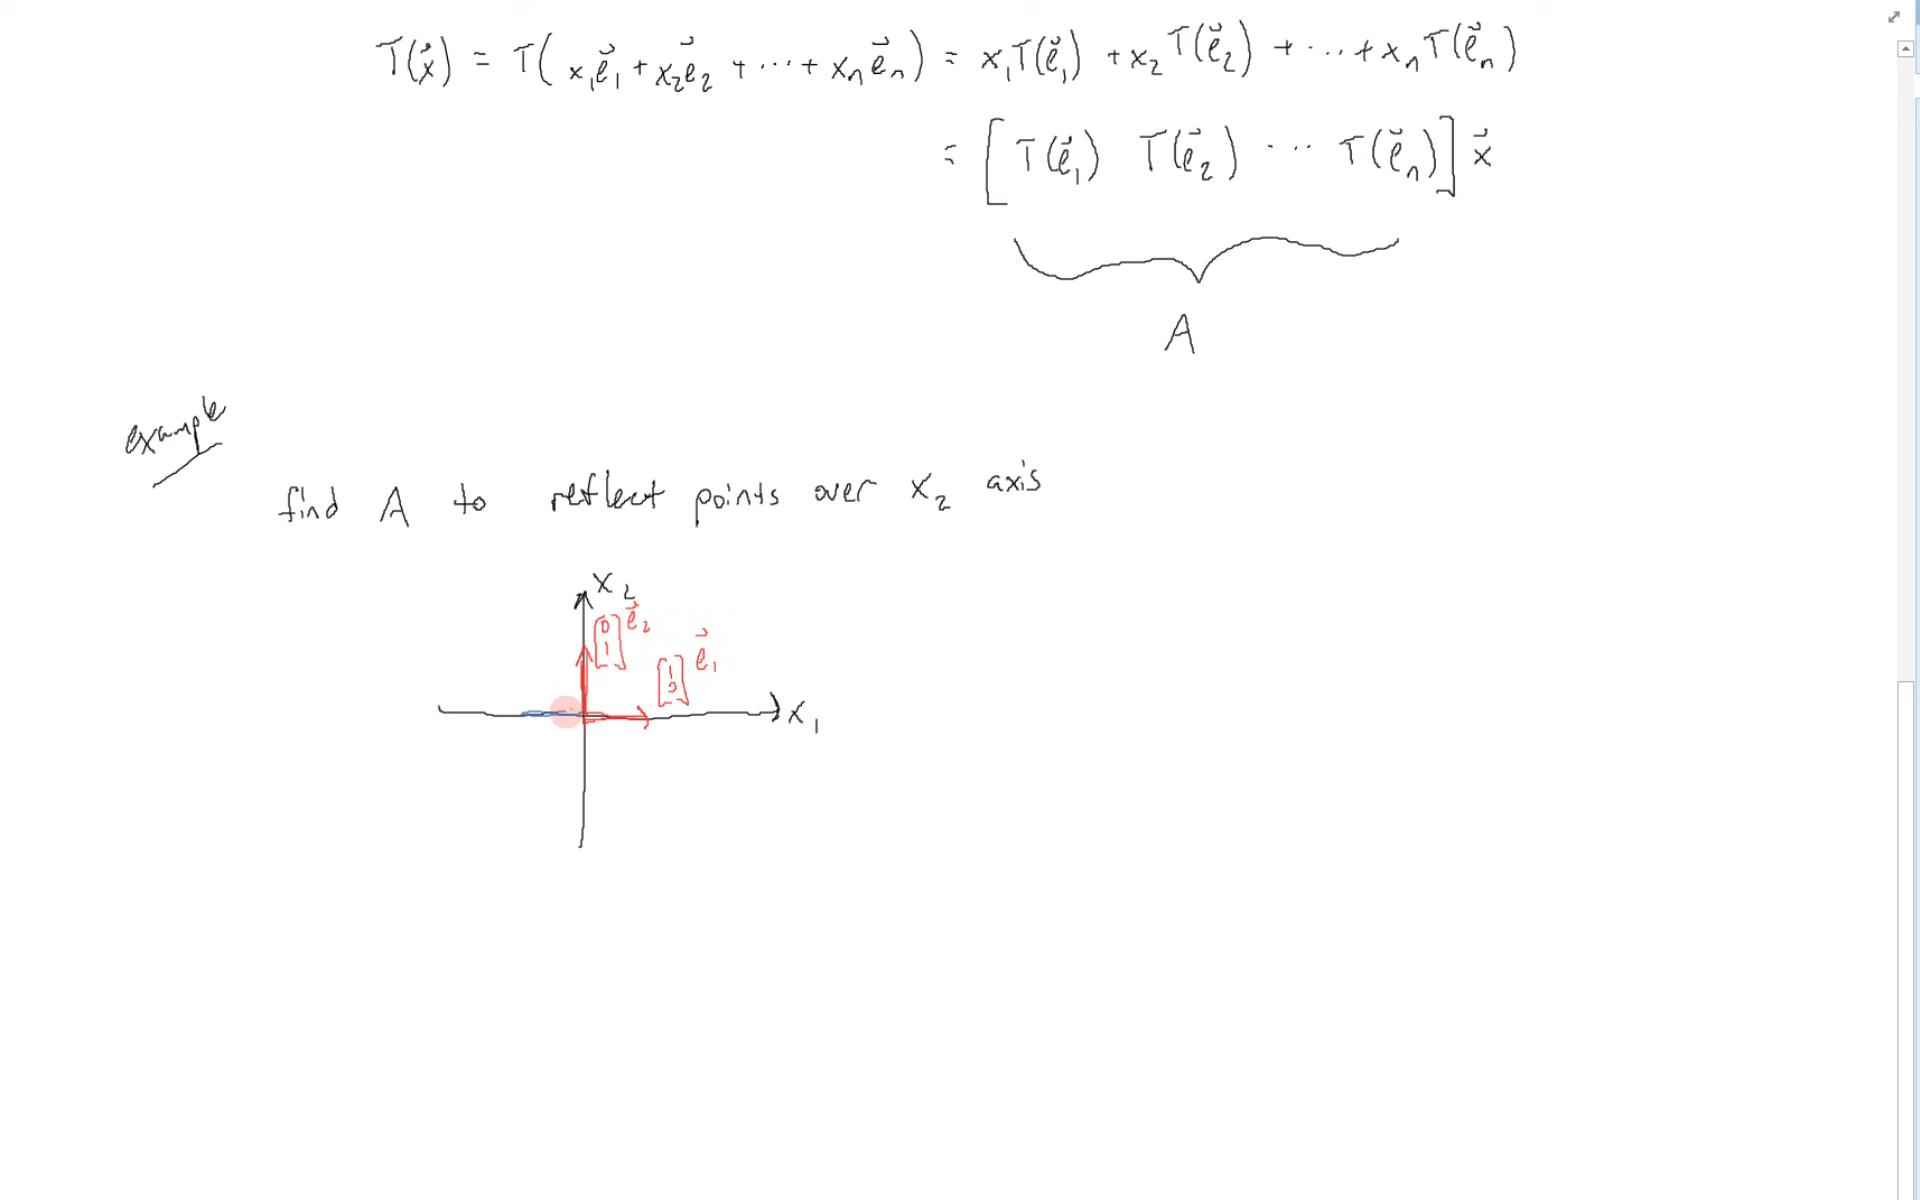 T(x⃗) = T(x₁e⃗₁ + x₂e⃗₂ + ⋯ + xₙe⃗ₙ) = x₁T(e⃗₁) + x₂T(e⃗₂) + ⋯ + xₙT(e⃗ₙ)
= [T(e⃗₁) T(e⃗₂) ⋯ T(e⃗ₙ)] x⃗
A
example
find A to reflect points over x₂ axis
x₂
[0 1] e⃗₂
[1 0] e⃗₁
x₁